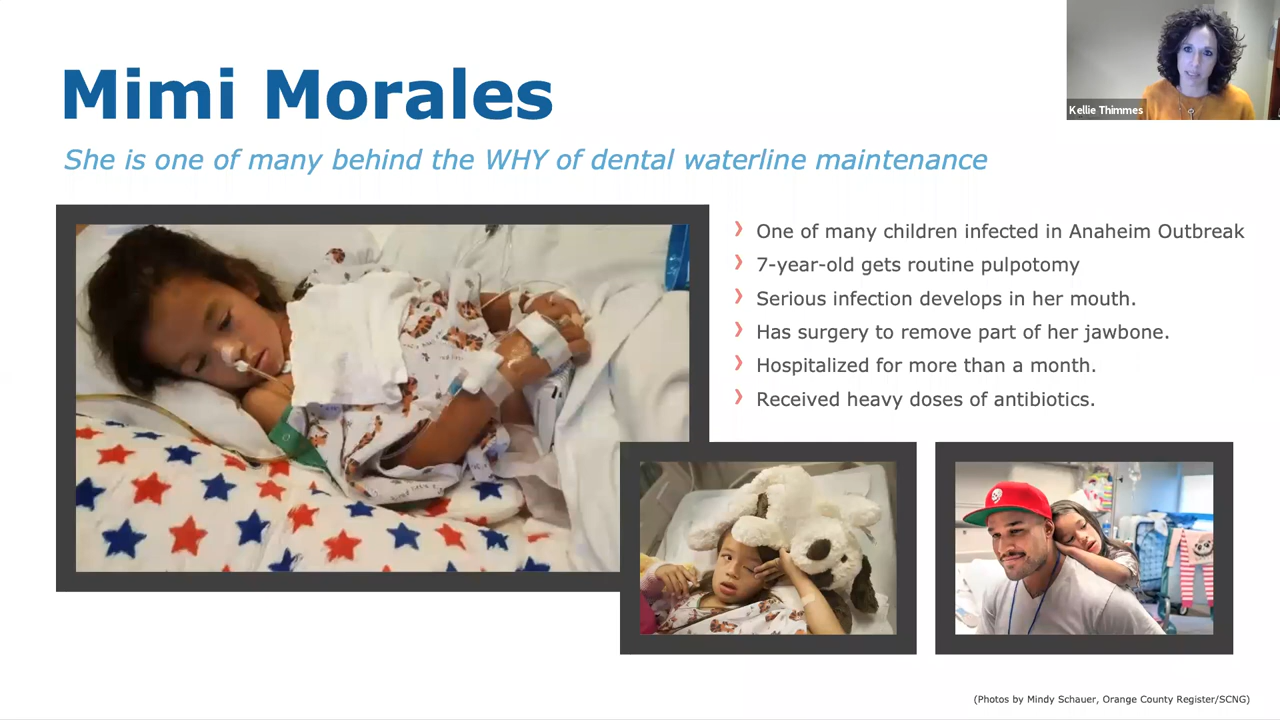 Mimi Morales
Kellie Thimmes
She is one of many behind the WHY of dental waterline maintenance
One of many children infected in Anaheim Outbreak
7-year-old gets routine pulpotomy
Serious infection develops in her mouth.
Has surgery to remove part of her jawbone.
Hospitalized for more than a month.
Received heavy doses of antibiotics.
(Photos by Mindy Schauer, Orange County Register/SCNG)